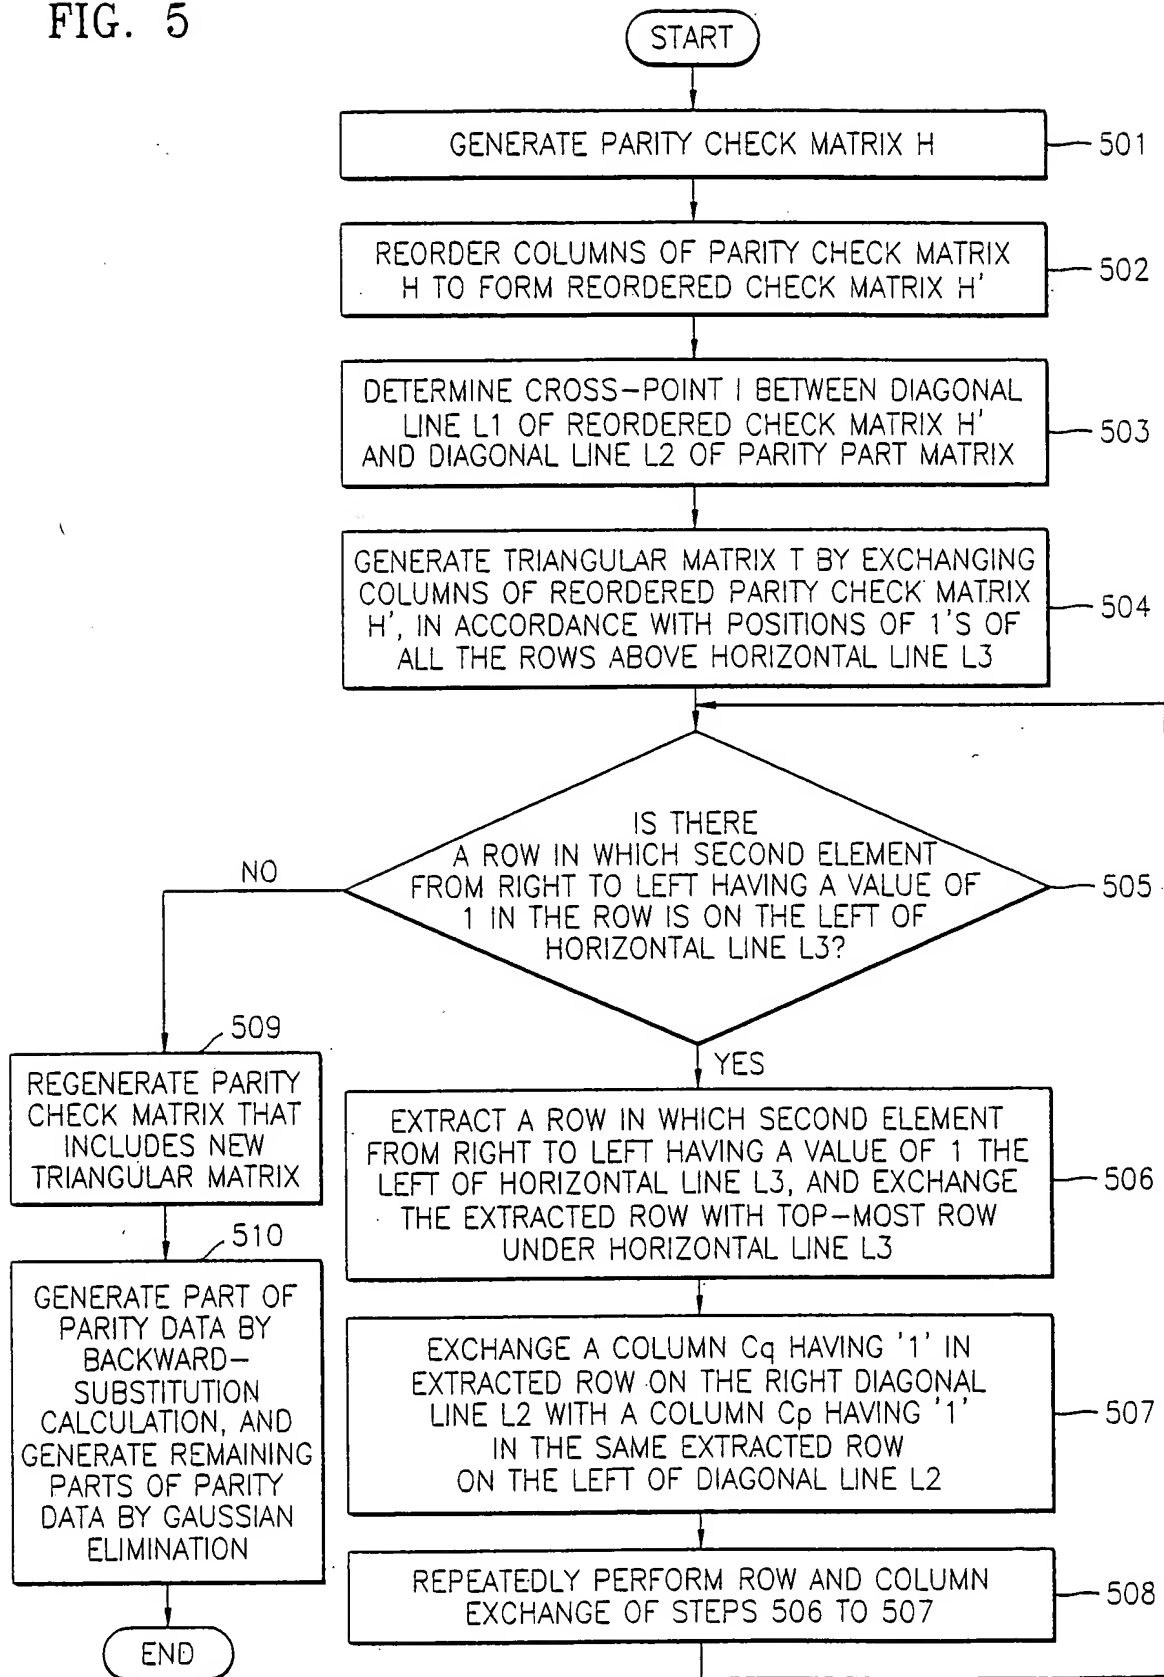 FIG. 5
START
GENERATE PARITY CHECK MATRIX H
501
REORDER COLUMNS OF PARITY CHECK MATRIX
H TO FORM REORDERED CHECK MATRIX H'
502
DETERMINE CROSS-POINT I BETWEEN DIAGONAL
LINE L1 OF REORDERED CHECK MATRIX H'
AND DIAGONAL LINE L2 OF PARITY PART MATRIX
503
GENERATE TRIANGULAR MATRIX T BY EXCHANGING
COLUMNS OF REORDERED PARITY CHECK MATRIX
H', IN ACCORDANCE WITH POSITIONS OF 1'S OF
ALL THE ROWS ABOVE HORIZONTAL LINE L3
504
IS THERE
A ROW IN WHICH SECOND ELEMENT
FROM RIGHT TO LEFT HAVING A VALUE OF
1 IN THE ROW IS ON THE LEFT OF
HORIZONTAL LINE L3?
505
NO
YES
509
REGENERATE PARITY
CHECK MATRIX THAT
INCLUDES NEW
TRIANGULAR MATRIX
EXTRACT A ROW IN WHICH SECOND ELEMENT
FROM RIGHT TO LEFT HAVING A VALUE OF 1 THE
LEFT OF HORIZONTAL LINE L3, AND EXCHANGE
THE EXTRACTED ROW WITH TOP-MOST ROW
UNDER HORIZONTAL LINE L3
506
510
GENERATE PART OF
PARITY DATA BY
BACKWARD-
SUBSTITUTION
CALCULATION, AND
GENERATE REMAINING
PARTS OF PARITY
DATA BY GAUSSIAN
ELIMINATION
EXCHANGE A COLUMN Cq HAVING '1' IN
EXTRACTED ROW ON THE RIGHT DIAGONAL
LINE L2 WITH A COLUMN Cp HAVING '1'
IN THE SAME EXTRACTED ROW
ON THE LEFT OF DIAGONAL LINE L2
507
REPEATEDLY PERFORM ROW AND COLUMN
EXCHANGE OF STEPS 506 TO 507
508
END